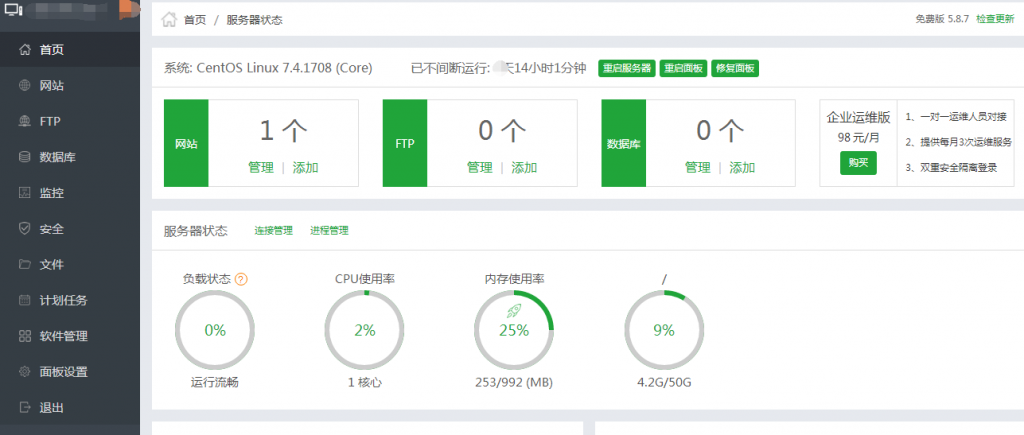 首页 / 服务器状态
免费版 5.8.7 检查更新
首页
网站
FTP
数据库
监控
安全
文件
计划任务
软件管理
面板设置
退出
系统: CentOS Linux 7.4.1708 (Core)
已不间断运行: 天14小时1分钟
重启服务器 重启面板 修复面板
网站
1 个
管理 | 添加
FTP
0 个
管理 | 添加
数据库
0 个
管理 | 添加
企业运维版
98 元/月
购买
1、一对一运维人员对接
2、提供每月3次运维服务
3、双重安全隔离登录
服务器状态 连接管理 进程管理
负载状态 ?
0%
运行流畅
CPU使用率
2%
1 核心
内存使用率
25%
253/992 (MB)
/
9%
4.2G/50G